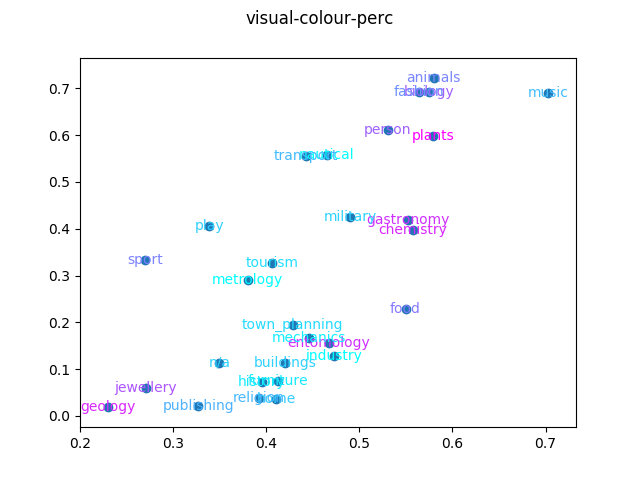 visual-colour-perc
animals
fashion
biology
music
person
plants
transport
nautical
military
gastronomy
play
chemistry
sport
tourism
metrology
food
town_planning
mechanics
entomology
industry
buildings
history
furniture
jewellery
religion
home
geology
publishing
0.7
0.6
0.5
0.4
0.3
0.2
0.1
0.0
0.2 0.3 0.4 0.5 0.6 0.7